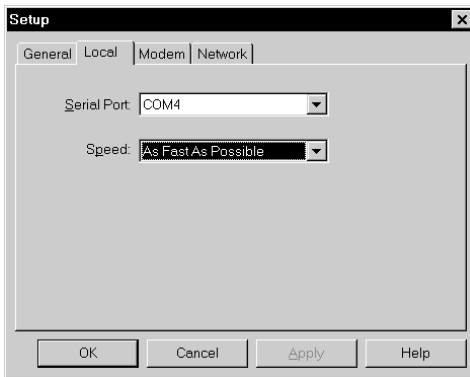 Setup
General Local Modem Network
Serial Port: COM4
Speed: As Fast As Possible
OK Cancel Apply Help